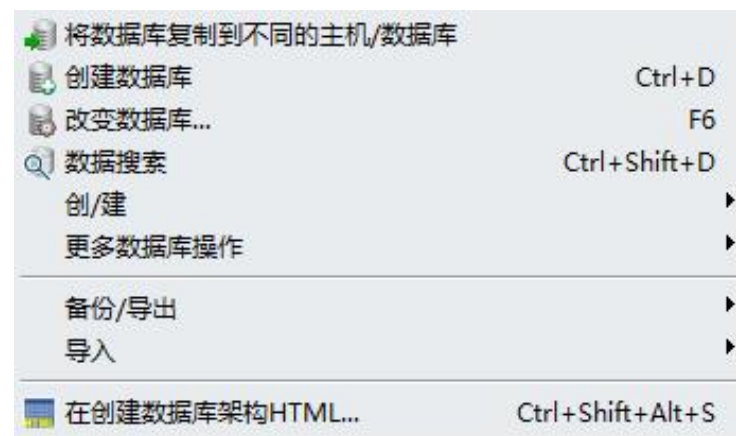 将数据库复制到不同的主机/数据库
创建数据库 Ctrl+D
改变数据库... F6
数据搜索 Ctrl+Shift+D
创/建
更多数据库操作
备份/导出
导入
在创建数据库架构HTML... Ctrl+Shift+Alt+S